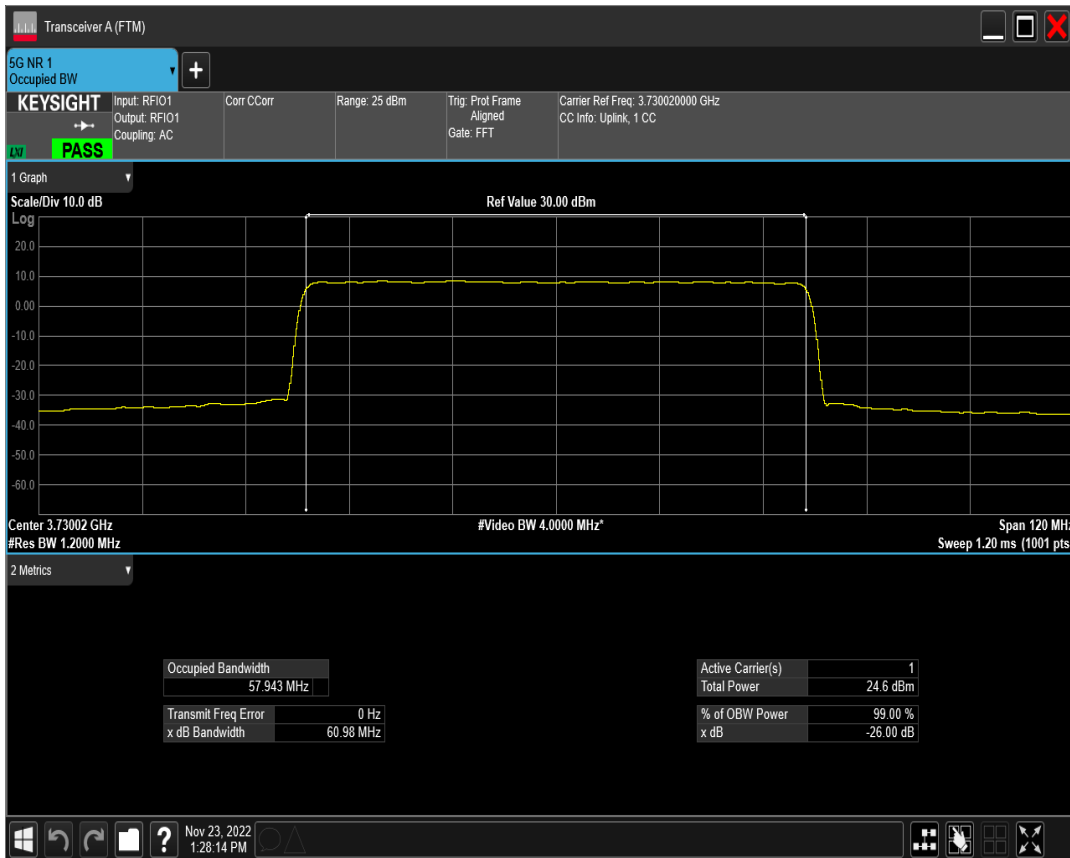 Transceiver A (FTM)
5G NR 1
Occupied BW
+
KEYSIGHT
LXI
PASS
Input: RFIO1
Output: RFIO1
Coupling: AC
Corr CCorr
Range: 25 dBm
Trig: Prot Frame
Aligned
Gate: FFT
Carrier Ref Freq: 3.730020000 GHz
CC Info: Uplink, 1 CC
1 Graph
Scale/Div 10.0 dB
Ref Value 30.00 dBm
Log
20.0
10.0
0.00
-10.0
-20.0
-30.0
-40.0
-50.0
-60.0
Center 3.73002 GHz
#Video BW 4.0000 MHz*
Span 120 MHz
#Res BW 1.2000 MHz
Sweep 1.20 ms (1001 pts
2 Metrics
Occupied Bandwidth
57.943 MHz
Transmit Freq Error 0 Hz
x dB Bandwidth 60.98 MHz
Active Carrier(s) 1
Total Power 24.6 dBm
% of OBW Power 99.00 %
x dB -26.00 dB
?
Nov 23, 2022
1:28:14 PM